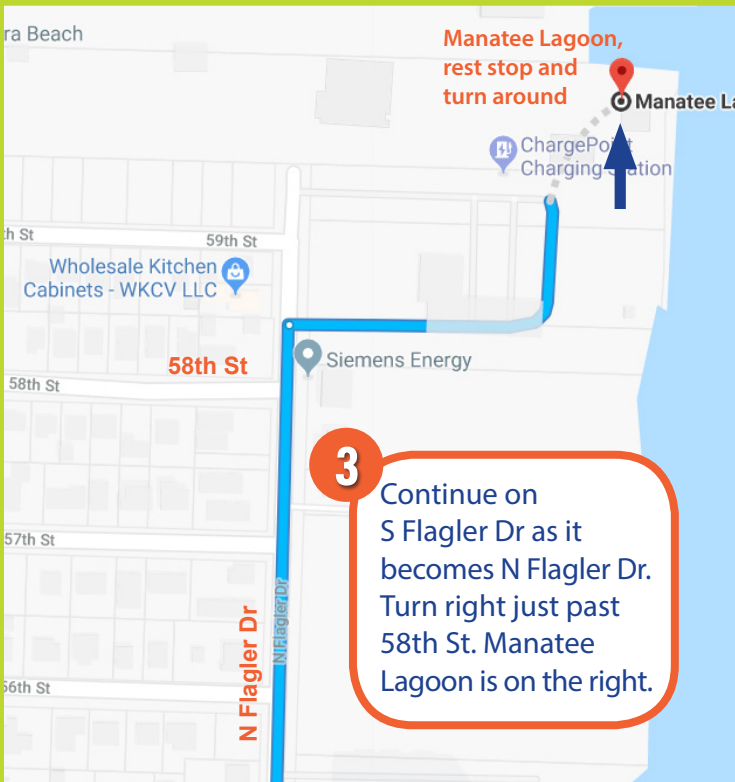 ra Beach
Manatee Lagoon,
rest stop and
turn around
Manatee La
ChargePoint
Charging Station
th St
59th St
Wholesale Kitchen
Cabinets - WKCV LLC
58th St
Siemens Energy
58th St
3
Continue on
S Flagler Dr as it
becomes N Flagler Dr.
Turn right just past
58th St. Manatee
Lagoon is on the right.
57th St
N Flagler Dr
N Flagler Dr
56th St